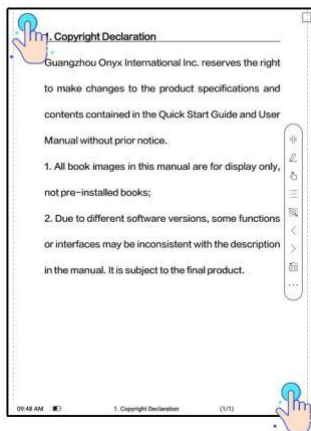 1. Copyright Declaration
Guangzhou Onyx International Inc. reserves the right
to make changes to the product specifications and
contents contained in the Quick Start Guide and User
Manual without prior notice.
1. All book images in this manual are for display only,
not pre-installed books;
2. Due to different software versions, some functions
or interfaces may be inconsistent with the description
in the manual. It is subject to the final product.
09:48 AM 1. Copyright Declaration (1/1)